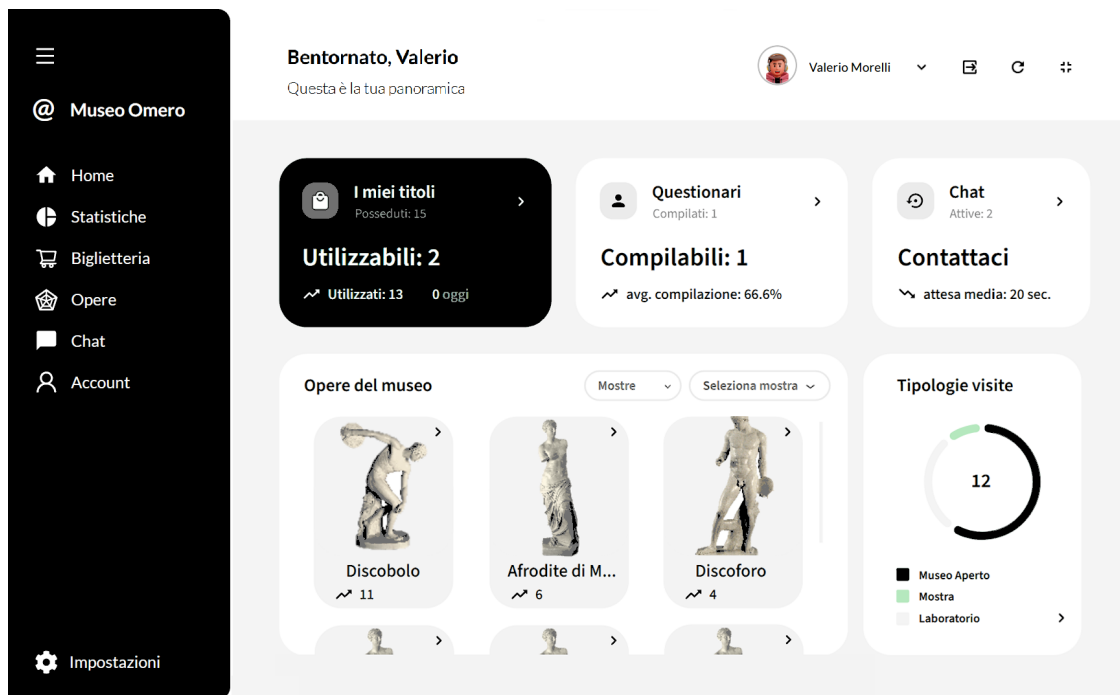 Bentornato, Valerio
Questa è la tua panoramica
Valerio Morelli
@ Museo Omero
Home
Statistiche
Biglietteria
Opere
Chat
Account
Impostazioni
I miei titoli
Posseduti: 15
Utilizzabili: 2
Utilizzati: 13 0 oggi
Questionari
Compilati: 1
Compilabili: 1
avg. compilazione: 66.6%
Chat
Attive: 2
Contattaci
attesa media: 20 sec.
Opere del museo
Mostre
Seleziona mostra
Discobolo
11
Afrodite di M...
6
Discoforo
4
Tipologie visite
12
Museo Aperto
Mostra
Laboratorio